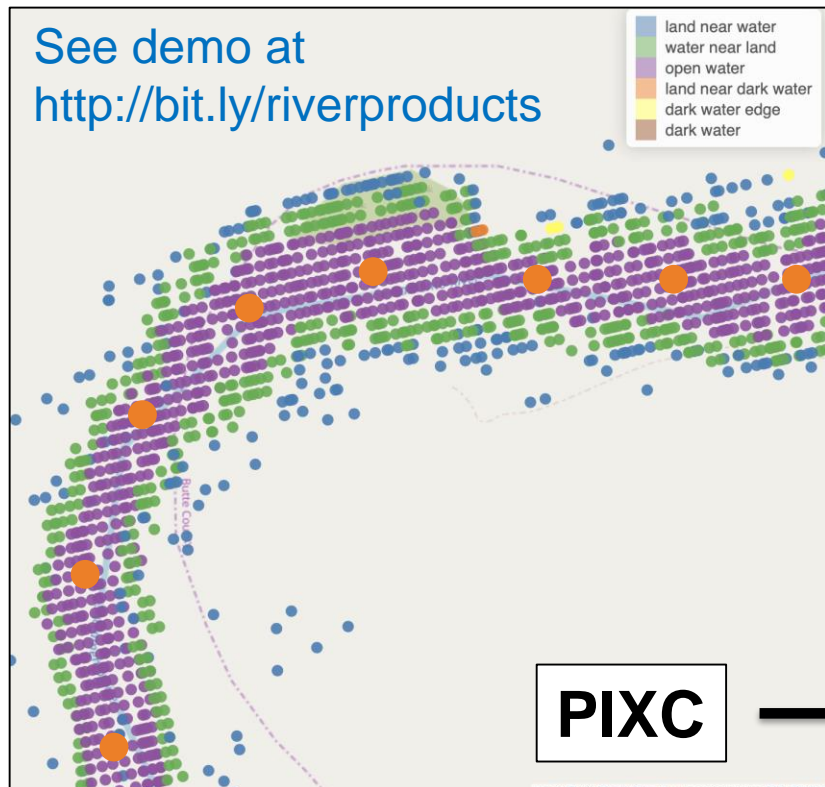 See demo at
http://bit.ly/riverproducts
land near water
water near land
open water
land near dark water
dark water edge
dark water
Butte
PIXC